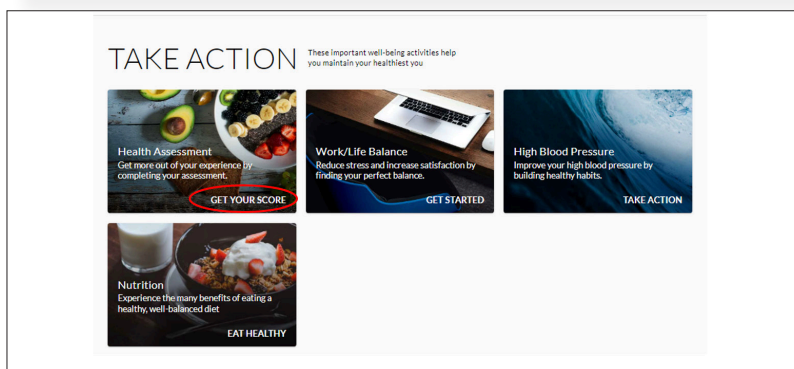 TAKE ACTION
These important well-being activities help
you maintain your healthiest you
Health Assessment
Get more out of your experience by
completing your assessment.
GET YOUR SCORE
Work/Life Balance
Reduce stress and increase satisfaction by
finding your perfect balance.
GET STARTED
High Blood Pressure
Improve your high blood pressure by
building healthy habits.
TAKE ACTION
Nutrition
Experience the many benefits of eating a
healthy, well-balanced diet
EAT HEALTHY